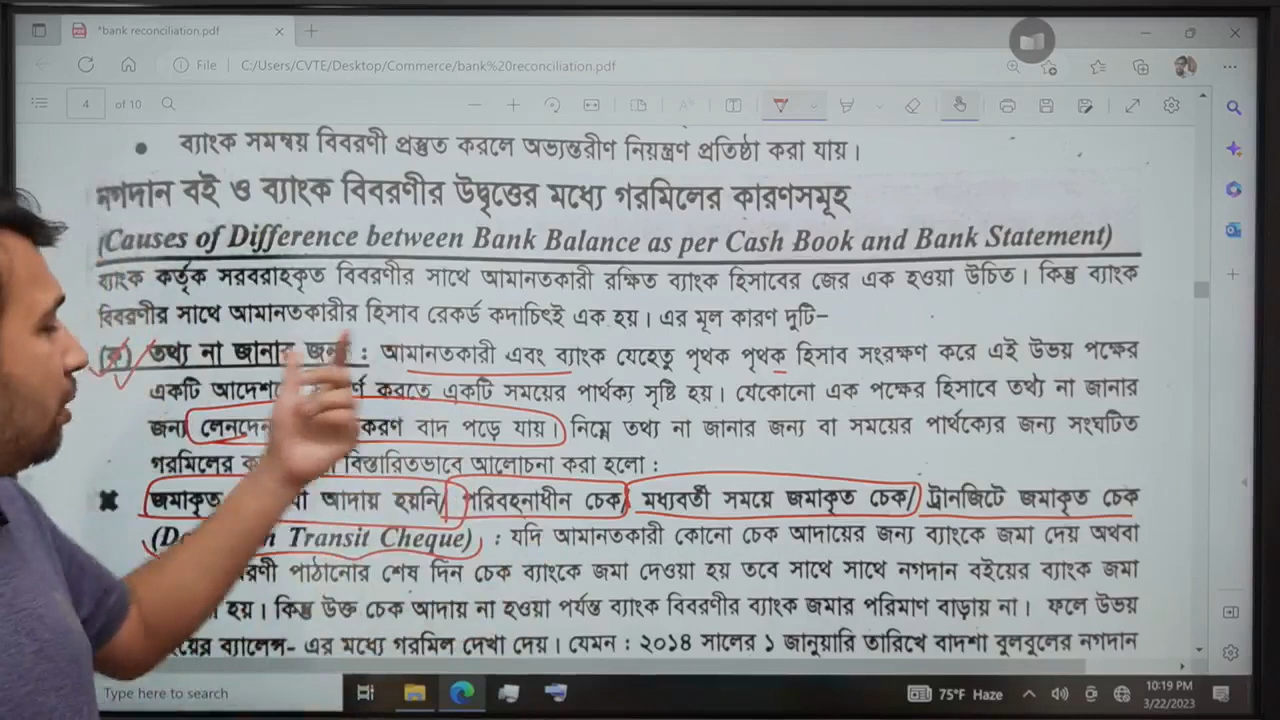 *bank reconciliation.pdf
File C:/Users/CVTE/Desktop/Commerce/bank%20reconciliation.pdf
4 of 10
ব্যাংক সমন্বয় বিবরণী প্রস্তুত করলে অভ্যন্তরীণ নিয়ন্ত্রণ প্রতিষ্ঠা করা যায়।
নগদান বই ও ব্যাংক বিবরণীর উদ্বৃত্তের মধ্যে গরমিলের কারণসমূহ
(Causes of Difference between Bank Balance as per Cash Book and Bank Statement)
ব্যাংক কর্তৃক সরবরাহকৃত বিবরণীর সাথে আমানতকারী রক্ষিত ব্যাংক হিসাবের জের এক হওয়া উচিত। কিন্তু ব্যাংক
বিবরণীর সাথে আমানতকারীর হিসাব রেকর্ড কদাচিৎই এক হয়। এর মূল কারণ দুটি–
তথ্য না জানার : আমানতকারী এবং ব্যাংক যেহেতু পৃথক পৃথক হিসাব সংরক্ষণ করে এই উভয় পক্ষের
একটি করতে একটি সময়ের পার্থক্য সৃষ্টি হয়। যেকোনো এক পক্ষের হিসাবে তথ্য না জানার
জন্য লেনদেন বাদ পড়ে যায়। নিম্নে তথ্য না জানার জন্য বা সময়ের পার্থক্যের জন্য সংঘটিত
গরমিলের বিস্তারিতভাবে আলোচনা করা হলো :
জমাকৃত আদায় হয়নি/ পরিবহনাধীন চেক/ মধ্যবর্তী সময়ে জমাকৃত চেক/ ট্রানজিটে জমাকৃত চেক
Transit Cheque) : যদি আমানতকারী কোনো চেক আদায়ের জন্য ব্যাংকে জমা দেয় অথবা
পাঠানোর শেষ দিন চেক ব্যাংকে জমা দেওয়া হয় তবে সাথে সাথে নগদান বইয়ের ব্যাংক জমা
হয়। কিন্তু উক্ত চেক আদায় না হওয়া পর্যন্ত ব্যাংক বিবরণীর ব্যাংক জমার পরিমাণ বাড়ায় না। ফলে উভয়
ব্যালেন্স- এর মধ্যে গরমিল দেখা দেয়। যেমন : ২০১৪ সালের ১ জানুয়ারি তারিখে বাদশা বুলবুলের নগদান
Type here to search
75°F Haze
10:19 PM
3/22/2023